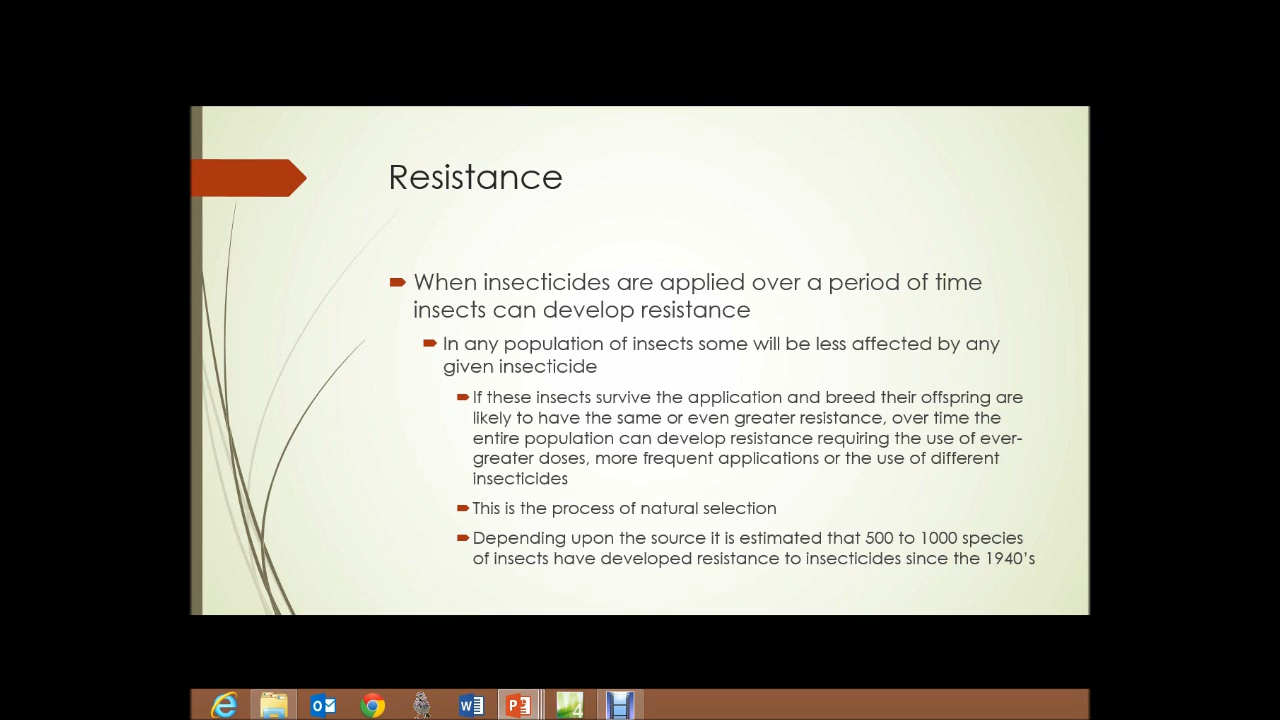 Resistance
When insecticides are applied over a period of time
insects can develop resistance
In any population of insects some will be less affected by any
given insecticide
If these insects survive the application and breed their offspring are
likely to have the same or even greater resistance, over time the
entire population can develop resistance requiring the use of ever-
greater doses, more frequent applications or the use of different
insecticides
This is the process of natural selection
Depending upon the source it is estimated that 500 to 1000 species
of insects have developed resistance to insecticides since the 1940's